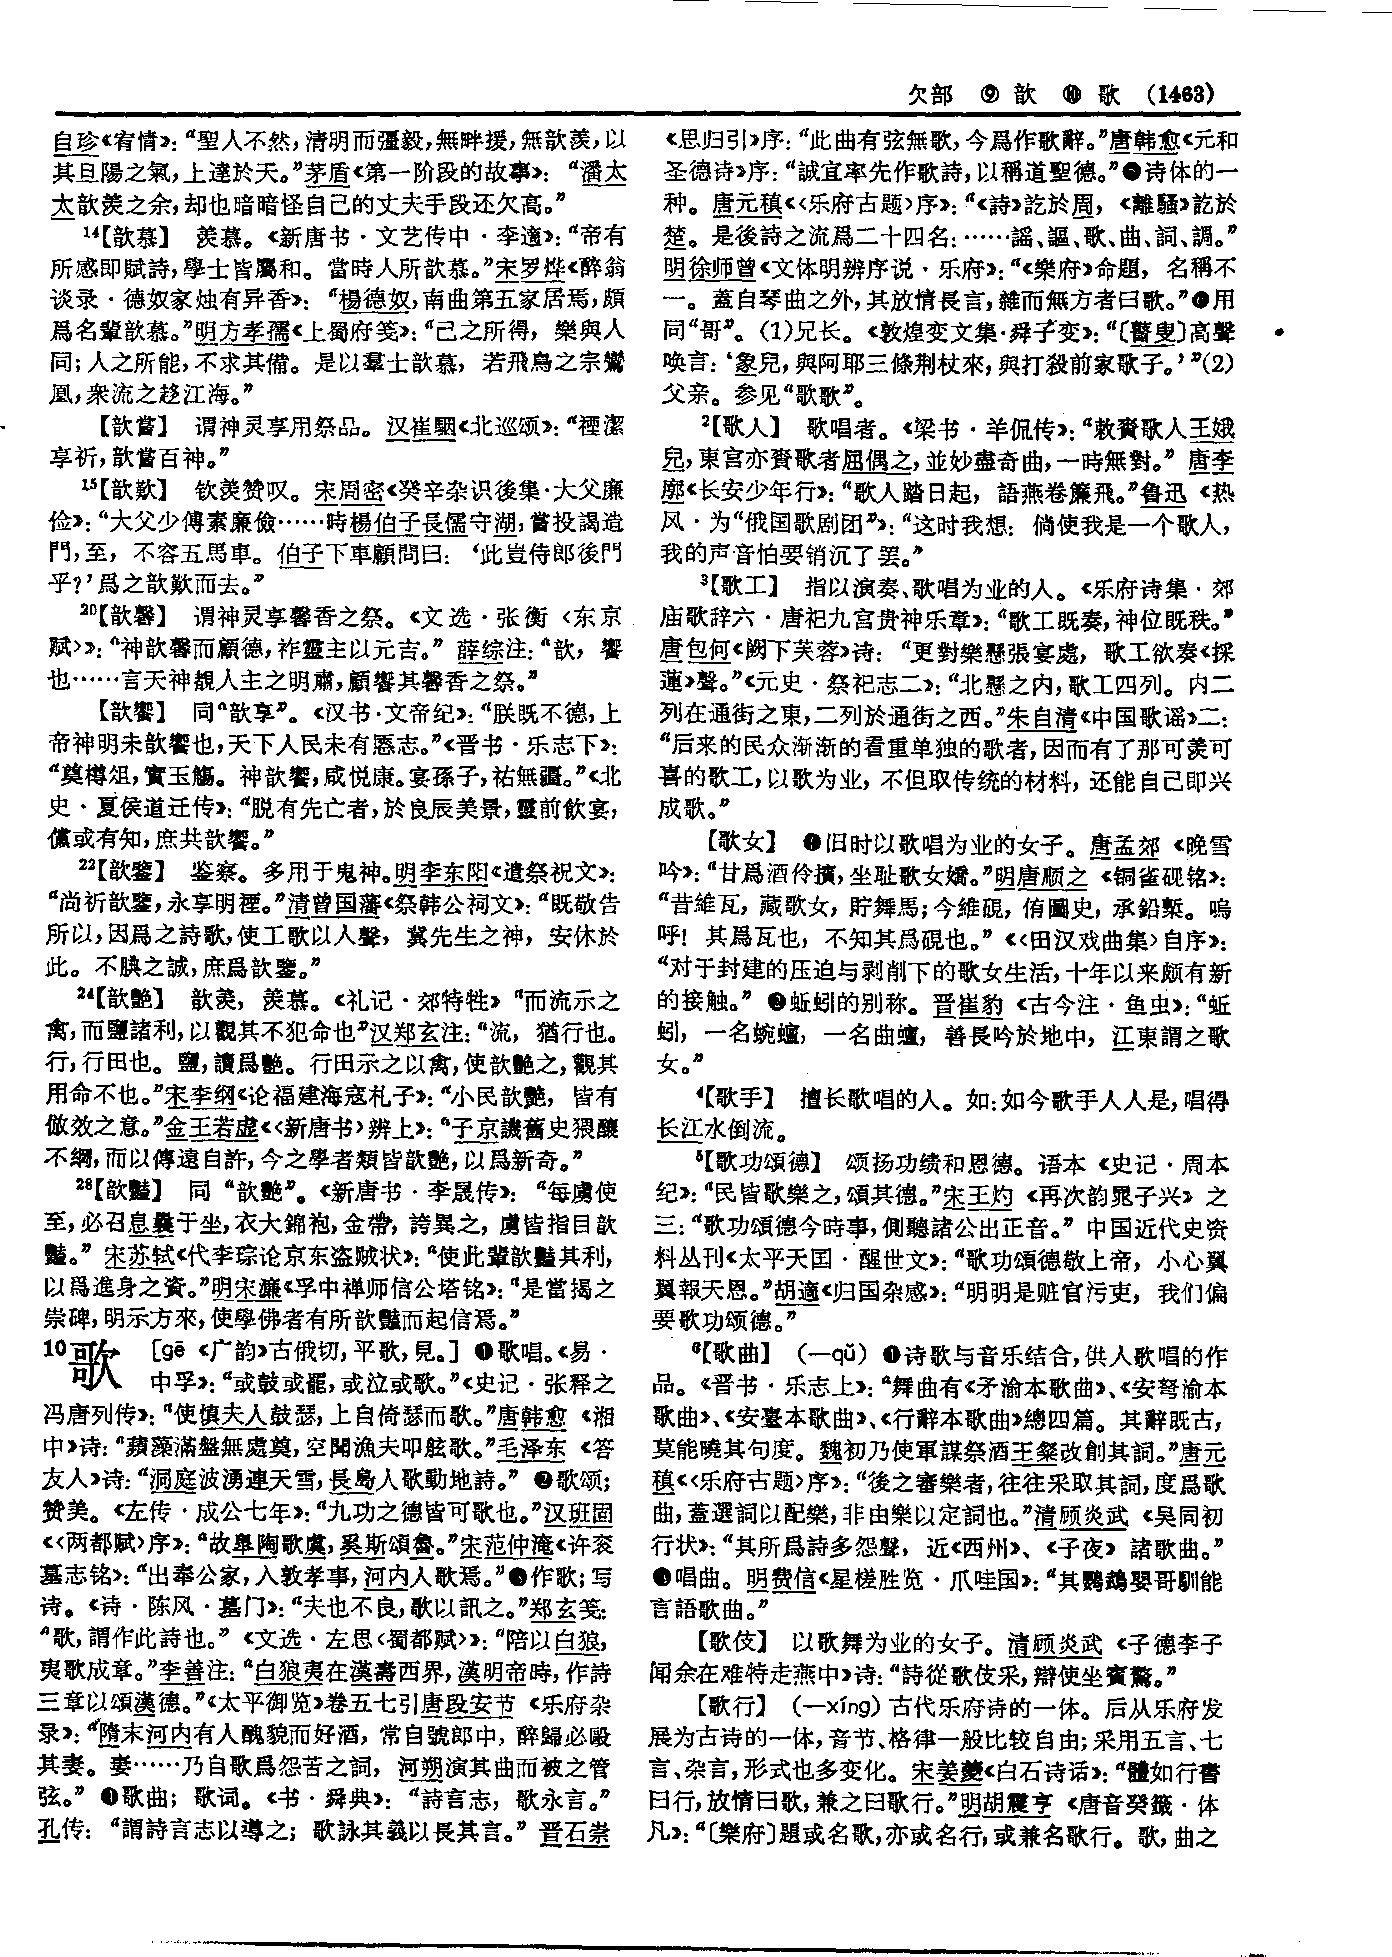 欠部 ⑨ 歆 ⑩ 歌 (1463)
自珍《宥情》：“聖人不然，清明而彊毅，無畔援，無歆羡，以
其旦陽之氣，上達於天。”茅盾《第一阶段的故事》：“潘太
太歆羡之余，却也暗暗怪自己的丈夫手段还欠高。”
14【歆慕】 羡慕。《新唐书·文艺传中·李適》：“帝有
所感即賦詩，學士皆屬和。當時人所歆慕。”宋罗烨《醉翁
谈录·德奴家烛有异香》：“楊德奴，南曲第五家居焉，頗
爲名輩歆慕。”明方孝孺《上蜀府笺》：“己之所得，樂與人
同；人之所能，不求其備。是以羣士歆慕，若飛鳥之宗鸞
凰，衆流之趍江海。”
【歆嘗】 谓神灵享用祭品。汉崔駰《北巡颂》：“禋潔
享祈，歆嘗百神。”
15【歆歎】 钦羡赞叹。宋周密《癸辛杂识後集·大父廉
俭》：“大父少傅素廉儉……時楊伯子長儒守湖，嘗投謁造
門，至，不容五馬車。伯子下車顧問曰：‘此豈侍郎後門
乎？’爲之歆歎而去。”
20【歆馨】 谓神灵享馨香之祭。《文选·张衡〈东京
赋〉》：“神歆馨而顧德，祚靈主以元吉。”薛综注：“歆，饗
也……言天神覩人主之明肅，顧饗其馨香之祭。”
【歆饗】 同“歆享”。《汉书·文帝纪》：“朕既不德，上
帝神明未歆饗也，天下人民未有愿志。”《晋书·乐志下》：
“奠樽俎，實玉觴。神歆饗，咸悦康。宴孫子，祐無疆。”《北
史·夏侯道迁传》：“脱有先亡者，於良辰美景，靈前飲宴，
儻或有知，庶共歆饗。”
22【歆鑒】 鉴察。多用于鬼神。明李东阳《遣祭祝文》：
“尚祈歆鑒，永享明禋。”清曾国藩《祭韩公祠文》：“既敬告
所以，因爲之詩歌，使工歌以人聲，冀先生之神，安休於
此。不腆之誠，庶爲歆鑒。”
24【歆艷】 歆羡，羡慕。《礼记·郊特牲》“而流示之
禽，而鹽諸利，以觀其不犯命也”汉郑玄注：“流，猶行也。
行，行田也。鹽，讀爲艷。行田示之以禽，使歆艷之，觀其
用命不也。”宋李纲《论福建海寇札子》：“小民歆艷，皆有
倣效之意。”金王若虚《〈新唐书〉辨上》：“子京譏舊史猥釀
不綱，而以傳遠自許，今之學者類皆歆艷，以爲新奇。”
28【歆豔】 同“歆艷”。《新唐书·李晟传》：“每虜使
至，必召息曩于坐，衣大錦袍，金帶，誇異之，虜皆指目歆
豔。”宋苏轼《代李琮论京东盗贼状》：“使此輩歆豔其利，
以爲進身之資。”明宋濂《孚中禅师信公塔铭》：“是當揭之
崇碑，明示方來，使學佛者有所歆豔而起信焉。”
10歌 [gē 《广韵》古俄切，平歌，見。] ❶歌唱。《易·
中孚》：“或鼓或罷，或泣或歌。”《史记·张释之
冯唐列传》：“使慎夫人鼓瑟，上自倚瑟而歌。”唐韩愈《湘
中》诗：“蘋藻滿盤無處奠，空聞漁夫叩舷歌。”毛泽东《答
友人》诗：“洞庭波湧連天雪，長島人歌動地詩。”❷歌颂；
赞美。《左传·成公七年》：“九功之德皆可歌也。”汉班固
《〈两都赋〉序》：“故皋陶歌虞，奚斯頌魯。”宋范仲淹《许衮
墓志铭》：“出奉公家，入敦孝事，河内人歌焉。”❸作歌；写
诗。《诗·陈风·墓门》：“夫也不良，歌以訊之。”郑玄笺：
“歌，謂作此詩也。”《文选·左思〈蜀都赋〉》：“陪以白狼，
夷歌成章。”李善注：“白狼夷在漢壽西界，漢明帝時，作詩
三章以頌漢德。”《太平御览》卷五七引唐段安节《乐府杂
录》：“隋末河内有人醜貌而好酒，常自號郎中，醉歸必毆
其妻。妻……乃自歌爲怨苦之詞，河朔演其曲而被之管
弦。”❹歌曲；歌词。《书·舜典》：“詩言志，歌永言。”
孔传：“謂詩言志以導之；歌詠其義以長其言。”晋石崇
《思归引》序：“此曲有弦無歌，今爲作歌辭。”唐韩愈《元和
圣德诗》序：“誠宜率先作歌詩，以稱道聖德。”❺诗体的一
种。唐元稹《〈乐府古题〉序》：“《詩》訖於周，《離騷》訖於
楚。是後詩之流爲二十四名：……謡、謳、歌、曲、詞、調。”
明徐师曾《文体明辨序说·乐府》：“《樂府》命題，名稱不
一。蓋自琴曲之外，其放情長言，雜而無方者曰歌。”❻用
同“哥”。(1)兄长。《敦煌变文集·舜子变》：“〔瞽叟〕高聲
唤言：‘象兒，與阿耶三條荆杖來，與打殺前家歌子。’”(2)
父亲。参见“歌歌”。
2【歌人】 歌唱者。《梁书·羊侃传》：“敕賚歌人王娥
兒，東宫亦賚歌者屈偶之，並妙盡奇曲，一時無對。”唐李
廓《长安少年行》：“歌人踏日起，語燕卷簾飛。”鲁迅《热
风·为“俄国歌剧团”》：“这时我想：倘使我是一个歌人，
我的声音怕要销沉了罢。”
3【歌工】 指以演奏、歌唱为业的人。《乐府诗集·郊
庙歌辞六·唐祀九宫贵神乐章》：“歌工既奏，神位既秩。”
唐包何《阙下芙蓉》诗：“更對樂懸張宴處，歌工欲奏《採
蓮》聲。”《元史·祭祀志二》：“北懸之内，歌工四列。内二
列在通街之東，二列於通街之西。”朱自清《中国歌谣》二：
“后来的民众渐渐的看重单独的歌者，因而有了那可羡可
喜的歌工，以歌为业，不但取传统的材料，还能自己即兴
成歌。”
【歌女】 ❶旧时以歌唱为业的女子。唐孟郊《晚雪
吟》：“甘爲酒伶擯，坐耻歌女嬌。”明唐顺之《铜雀砚铭》：
“昔維瓦，藏歌女，貯舞馬；今維硯，侑圖史，承鉛槧。嗚
呼！其爲瓦也，不知其爲硯也。”《〈田汉戏曲集〉自序》：
“对于封建的压迫与剥削下的歌女生活，十年以来颇有新
的接触。”❷蚯蚓的别称。晋崔豹《古今注·鱼虫》：“蚯
蚓，一名蜿蟺，一名曲蟺，善長吟於地中，江東謂之歌
女。”
4【歌手】 擅长歌唱的人。如：如今歌手人人是，唱得
长江水倒流。
5【歌功頌德】 颂扬功绩和恩德。语本《史记·周本
纪》：“民皆歌樂之，頌其德。”宋王灼《再次韵晁子兴》之
三：“歌功頌德今時事，側聽諸公出正音。”中国近代史资
料丛刊《太平天国·醒世文》：“歌功頌德敬上帝，小心翼
翼報天恩。”胡適《归国杂感》：“明明是赃官污吏，我们偏
要歌功颂德。”
6【歌曲】 （—qǔ）❶诗歌与音乐结合，供人歌唱的作
品。《晋书·乐志上》：“舞曲有《矛渝本歌曲》、《安弩渝本
歌曲》、《安臺本歌曲》、《行辭本歌曲》總四篇。其辭既古，
莫能曉其句度。魏初乃使軍謀祭酒王粲改創其詞。”唐元
稹《〈乐府古题〉序》：“後之審樂者，往往采取其詞，度爲歌
曲，蓋選詞以配樂，非由樂以定詞也。”清顾炎武《吴同初
行状》：“其所爲詩多怨聲，近《西州》、《子夜》諸歌曲。”
❷唱曲。明费信《星槎胜览·爪哇国》：“其鸚鵡嬰哥馴能
言語歌曲。”
【歌伎】 以歌舞为业的女子。清顾炎武《子德李子
闻余在难特走燕中》诗：“詩從歌伎采，辯使坐賓驚。”
【歌行】 （—xíng）古代乐府诗的一体。后从乐府发
展为古诗的一体，音节、格律一般比较自由；采用五言、七
言、杂言，形式也多变化。宋姜夔《白石诗话》：“體如行書
曰行，放情曰歌，兼之曰歌行。”明胡震亨《唐音癸籤·体
凡》：“〔樂府〕題或名歌，亦或名行，或兼名歌行。歌，曲之